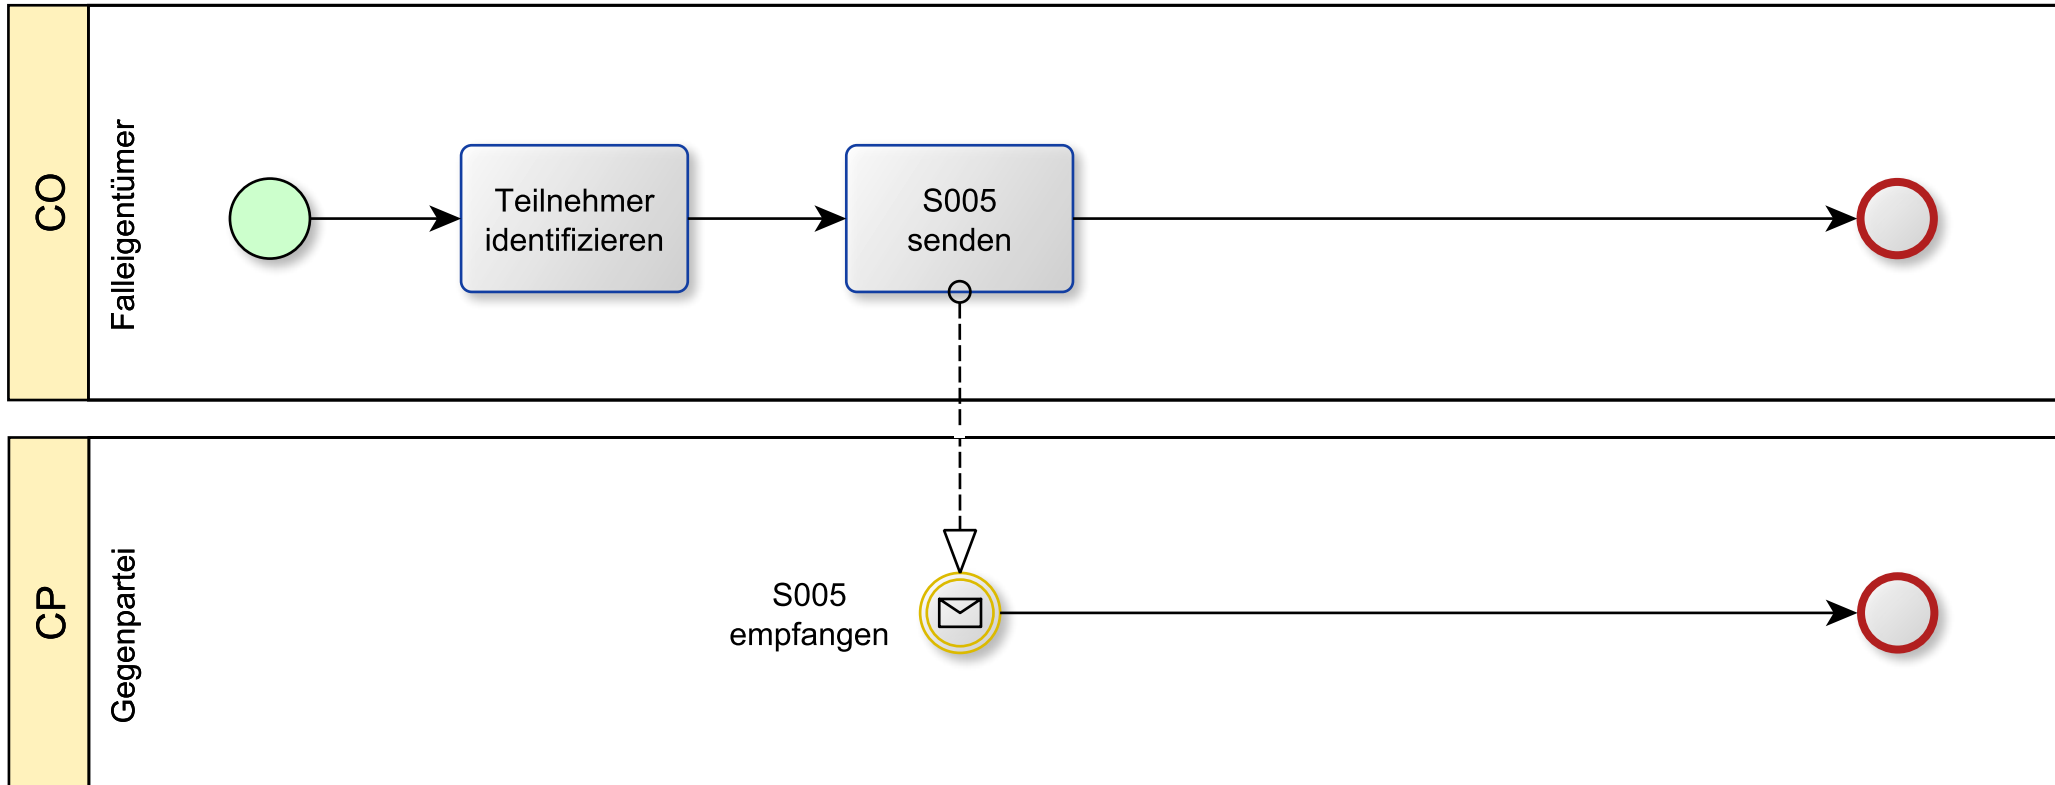 CO
Falleigentümer
Teilnehmer
identifizieren
S005
senden
CP
Gegenpartei
S005
empfangen